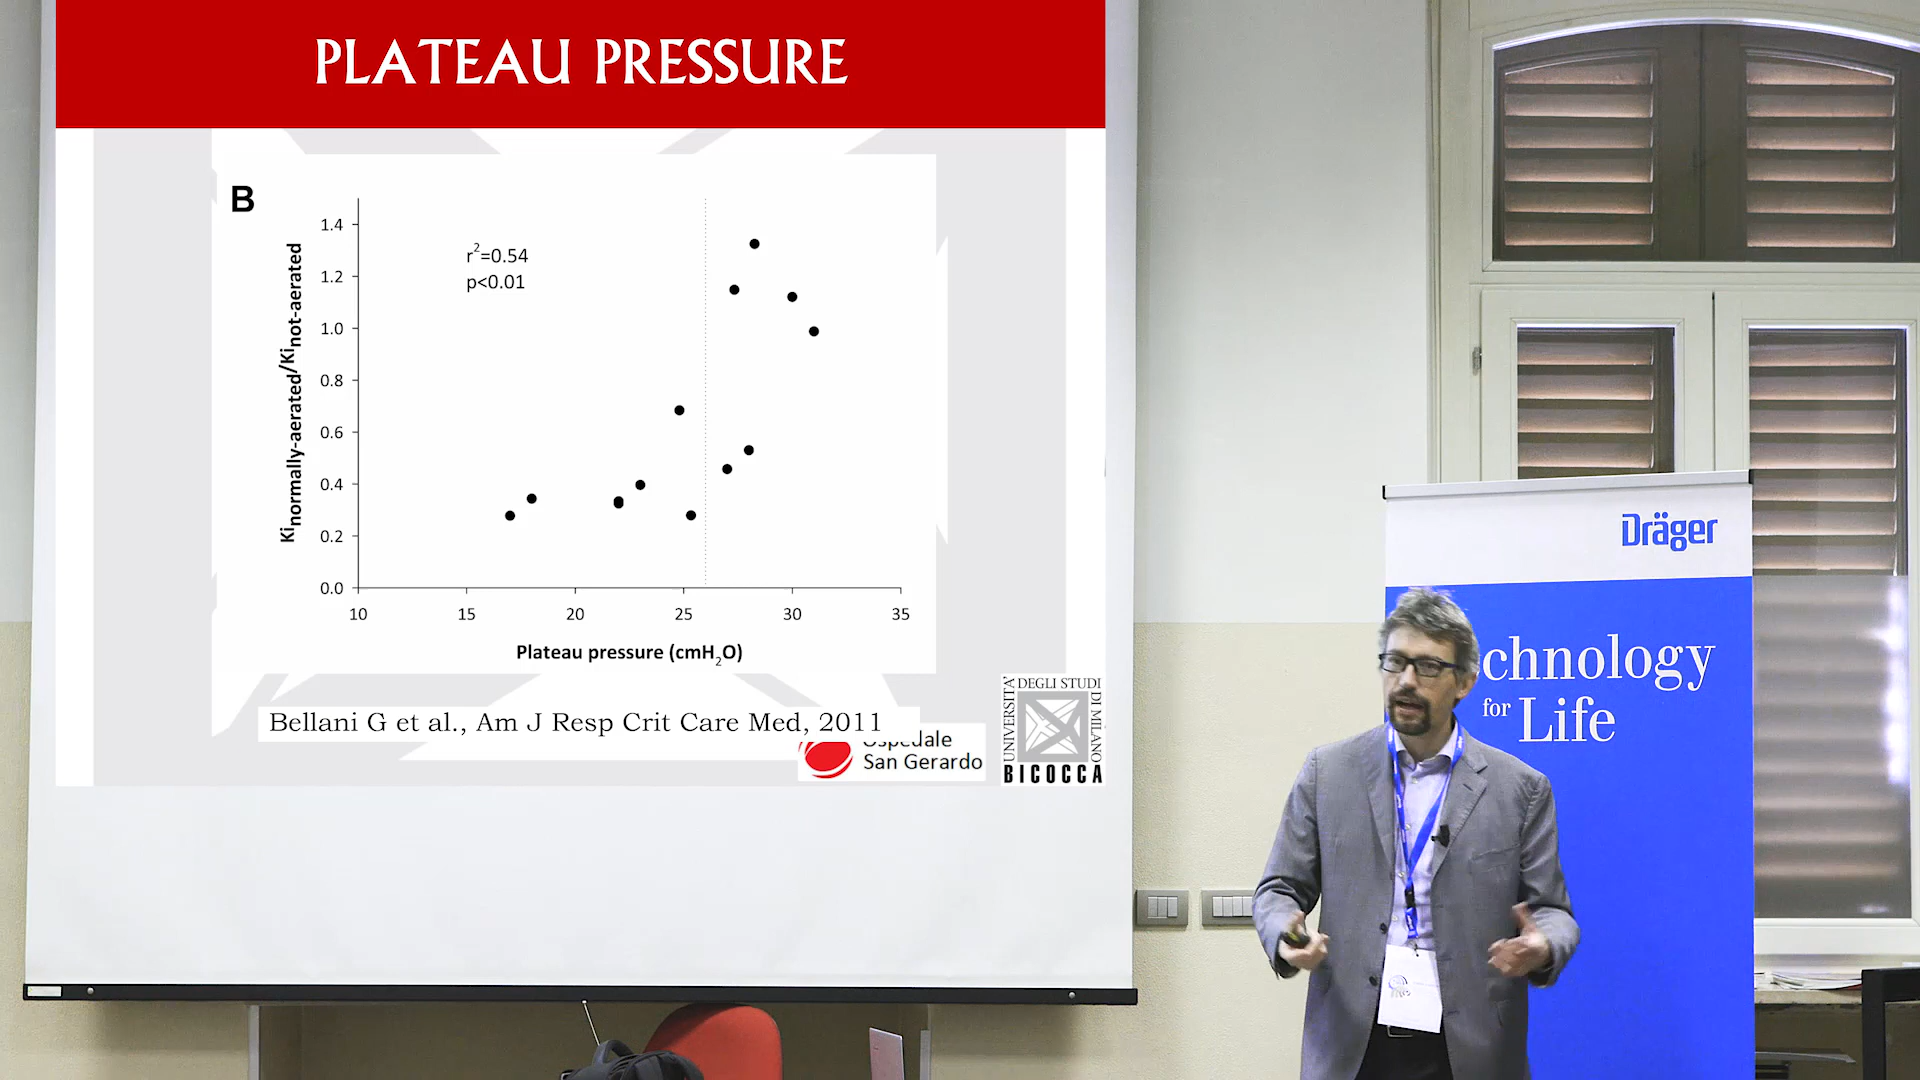 PLATEAU PRESSURE
B
r²=0.54
p<0.01
Ki normally-aerated/Ki not-aerated
1.4
1.2
1.0
0.8
0.6
0.4
0.2
0.0
10 15 20 25 30 35
Plateau pressure (cmH₂O)
Bellani G et al., Am J Resp Crit Care Med, 2011
Ospedale
San Gerardo
UNIVERSITA' DEGLI STUDI DI MILANO
BICOCCA
Dräger
chnology
for Life